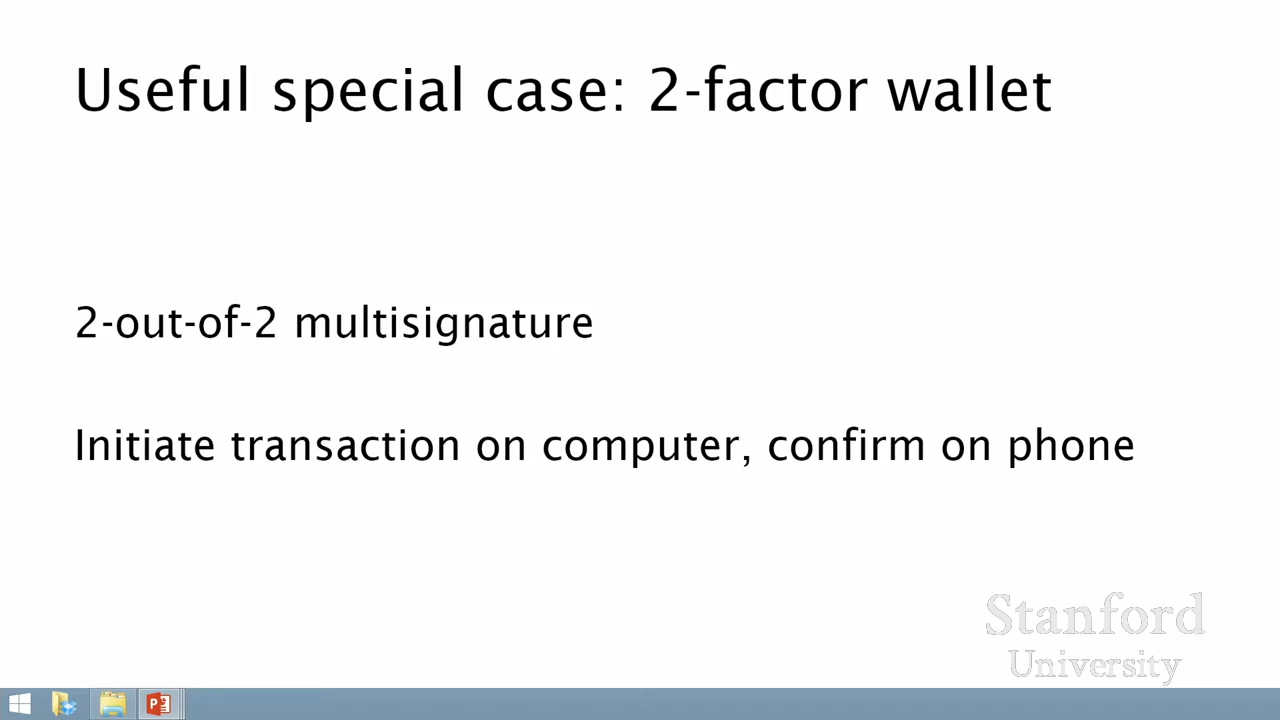 Useful special case: 2-factor wallet
2-out-of-2 multisignature
Initiate transaction on computer, confirm on phone
Stanford
University
P